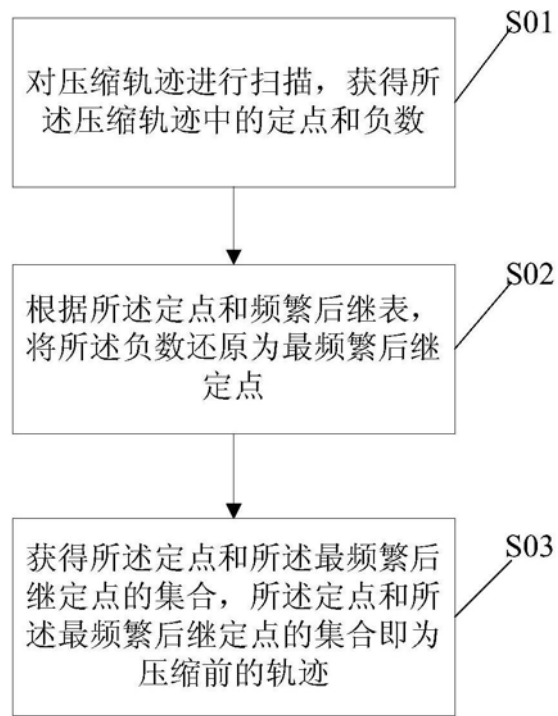 S01
对压缩轨迹进行扫描，获得所
述压缩轨迹中的定点和负数
S02
根据所述定点和频繁后继表，
将所述负数还原为最频繁后继
定点
S03
获得所述定点和所述最频繁后
继定点的集合，所述定点和所
述最频繁后继定点的集合即为
压缩前的轨迹